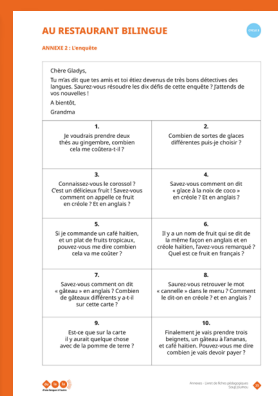 AU RESTAURANT BILINGUE
ANNEXE 2 : L'enquête
Chère Gladys,
Tu m'as dit que tes amis et toi étiez devenus de très bons détectives des
langues. Saurez-vous résoudre les dix défis de cette enquête ? J'attends de
vos nouvelles !
A bientôt,
Grandma
1.
Je voudrais prendre deux
thés au gingembre, combien
cela me coûtera-t-il ?
2.
Combien de sortes de glaces
différentes puis-je choisir ?
3.
Connaissez-vous le corossol ?
C'est un délicieux fruit ! Savez-vous
comment on appelle ce fruit
en créole ? Et en anglais ?
4.
Savez-vous comment on dit
« glace à la noix de coco »
en créole ? Et en anglais ?
5.
Si je commande un café haïtien,
et un plat de fruits tropicaux,
pouvez-vous me dire combien
cela va me coûter ?
6.
Il y a un nom de fruit qui se dit de
la même façon en anglais et en
créole haïtien, l'avez-vous remarqué ?
Quel est ce fruit en français ?
7.
Savez-vous comment on dit
« gâteau » en anglais ? Combien
de gâteaux différents y a-t-il
sur cette carte ?
8.
Saurez-vous retrouver le mot
« cannelle » dans le menu ? Comment
le dit-on en créole ? et en anglais ?
9.
Est-ce que sur la carte
il y aurait quelque chose
avec de la pomme de terre ?
10.
Finalement je vais prendre trois
beignets, un gâteau à l'ananas,
et café haïtien. Pouvez-vous me dire
combien je vais devoir payer ?